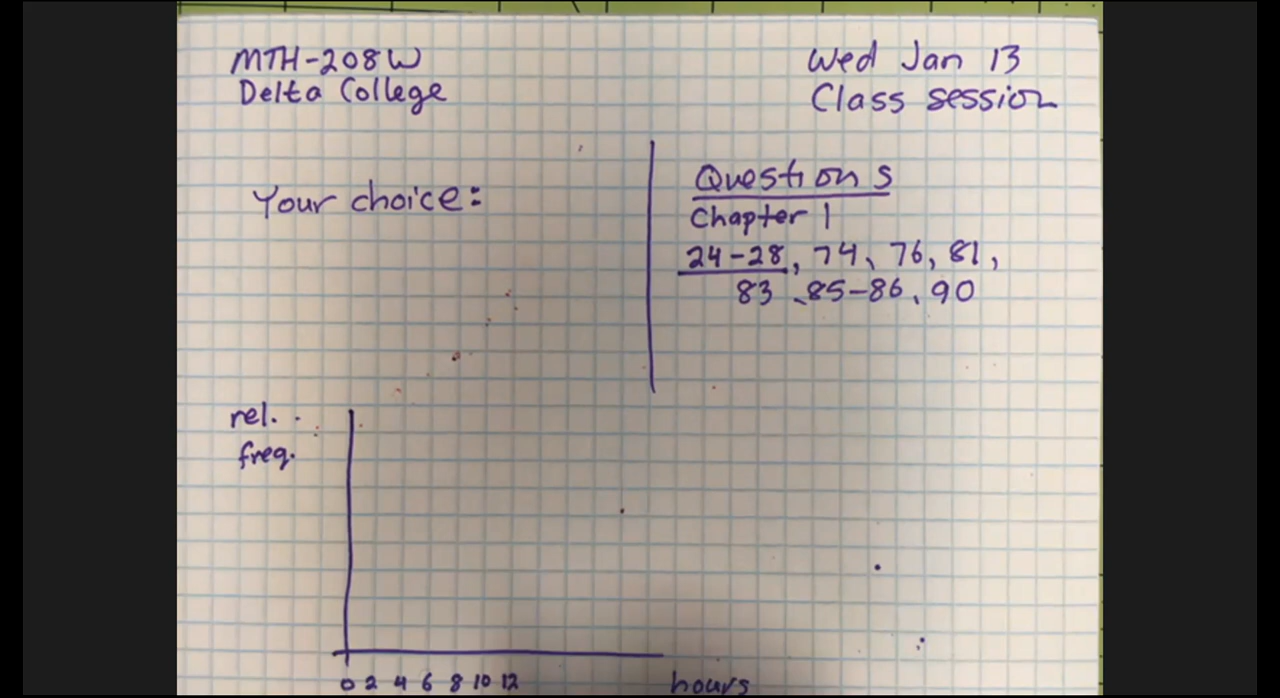 MTH-208W
Delta College
Wed Jan 13
Class session
Your choice:
Questions
Chapter 1
24-28, 74, 76, 81,
83, 85-86, 90
rel.
freq.
0 2 4 6 8 10 12
hours